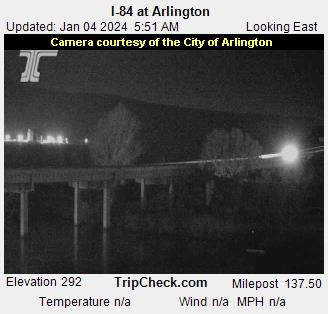 I-84 at Arlington
Updated: Jan 04 2024 5:51 AM Looking East
Camera courtesy of the City of Arlington
Elevation 292 TripCheck.com Milepost 137.50
Temperature n/a Wind n/a MPH n/a